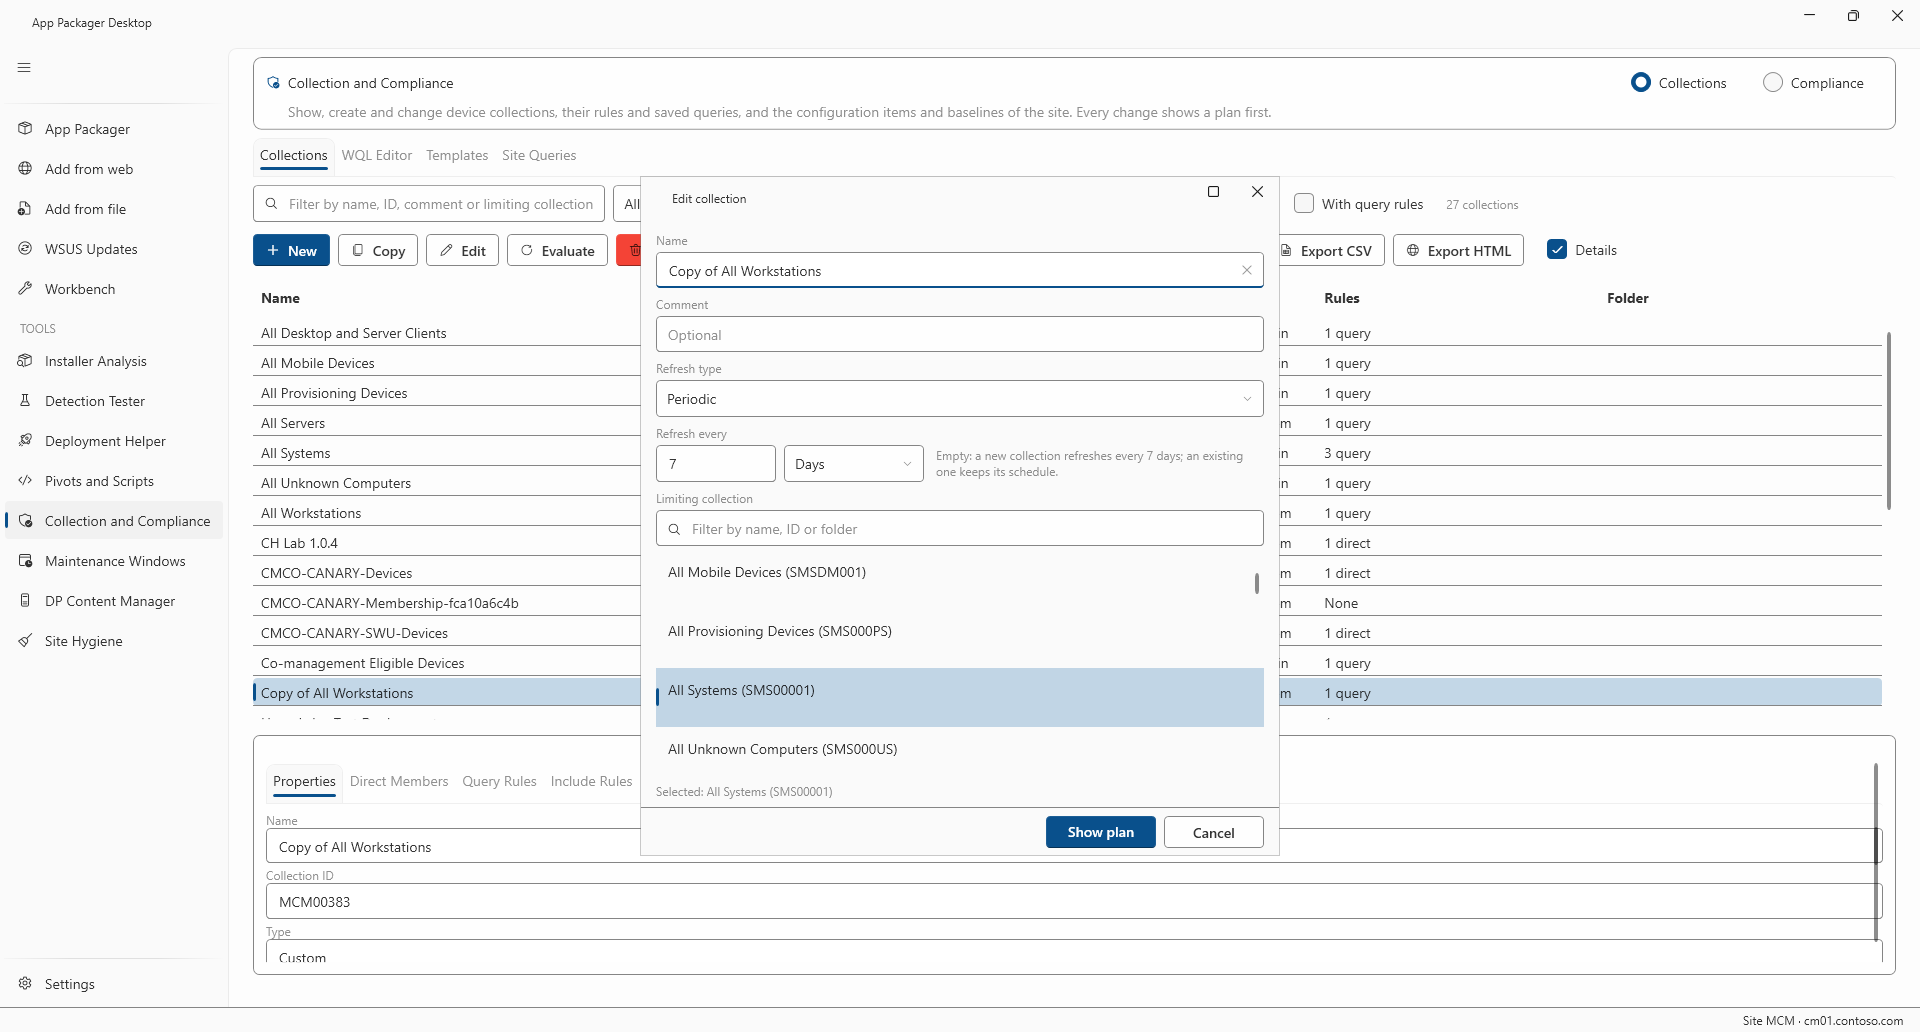 App Packager Desktop
App Packager
Add from web
Add from file
WSUS Updates
Workbench
TOOLS
Installer Analysis
Detection Tester
Deployment Helper
Pivots and Scripts
Collection and Compliance
Maintenance Windows
DP Content Manager
Site Hygiene
Settings
Collection and Compliance
Collections Compliance
Show, create and change device collections, their rules and saved queries, and the configuration items and baselines of the site. Every change shows a plan first.
Collections WQL Editor Templates Site Queries
Filter by name, ID, comment or limiting collection All With query rules 27 collections
New Copy Edit Evaluate Export CSV Export HTML Details
Name Rules Folder
All Desktop and Server Clients in 1 query
All Mobile Devices in 1 query
All Provisioning Devices in 1 query
All Servers m 1 query
All Systems in 3 query
All Unknown Computers in 1 query
All Workstations m 1 query
CH Lab 1.0.4 m 1 direct
CMCO-CANARY-Devices m 1 direct
CMCO-CANARY-Membership-fca10a6c4b m None
CMCO-CANARY-SWU-Devices m 1 direct
Co-management Eligible Devices in 1 query
Copy of All Workstations m 1 query
Properties Direct Members Query Rules Include Rules
Name
Copy of All Workstations
Collection ID
MCM00383
Type
Custom
Edit collection
Name
Copy of All Workstations
Comment
Optional
Refresh type
Periodic
Refresh every
7 Days
Empty: a new collection refreshes every 7 days; an existing
one keeps its schedule.
Limiting collection
Filter by name, ID or folder
All Mobile Devices (SMSDM001)
All Provisioning Devices (SMS000PS)
All Systems (SMS00001)
All Unknown Computers (SMS000US)
Selected: All Systems (SMS00001)
Show plan Cancel
Site MCM · cm01.contoso.com